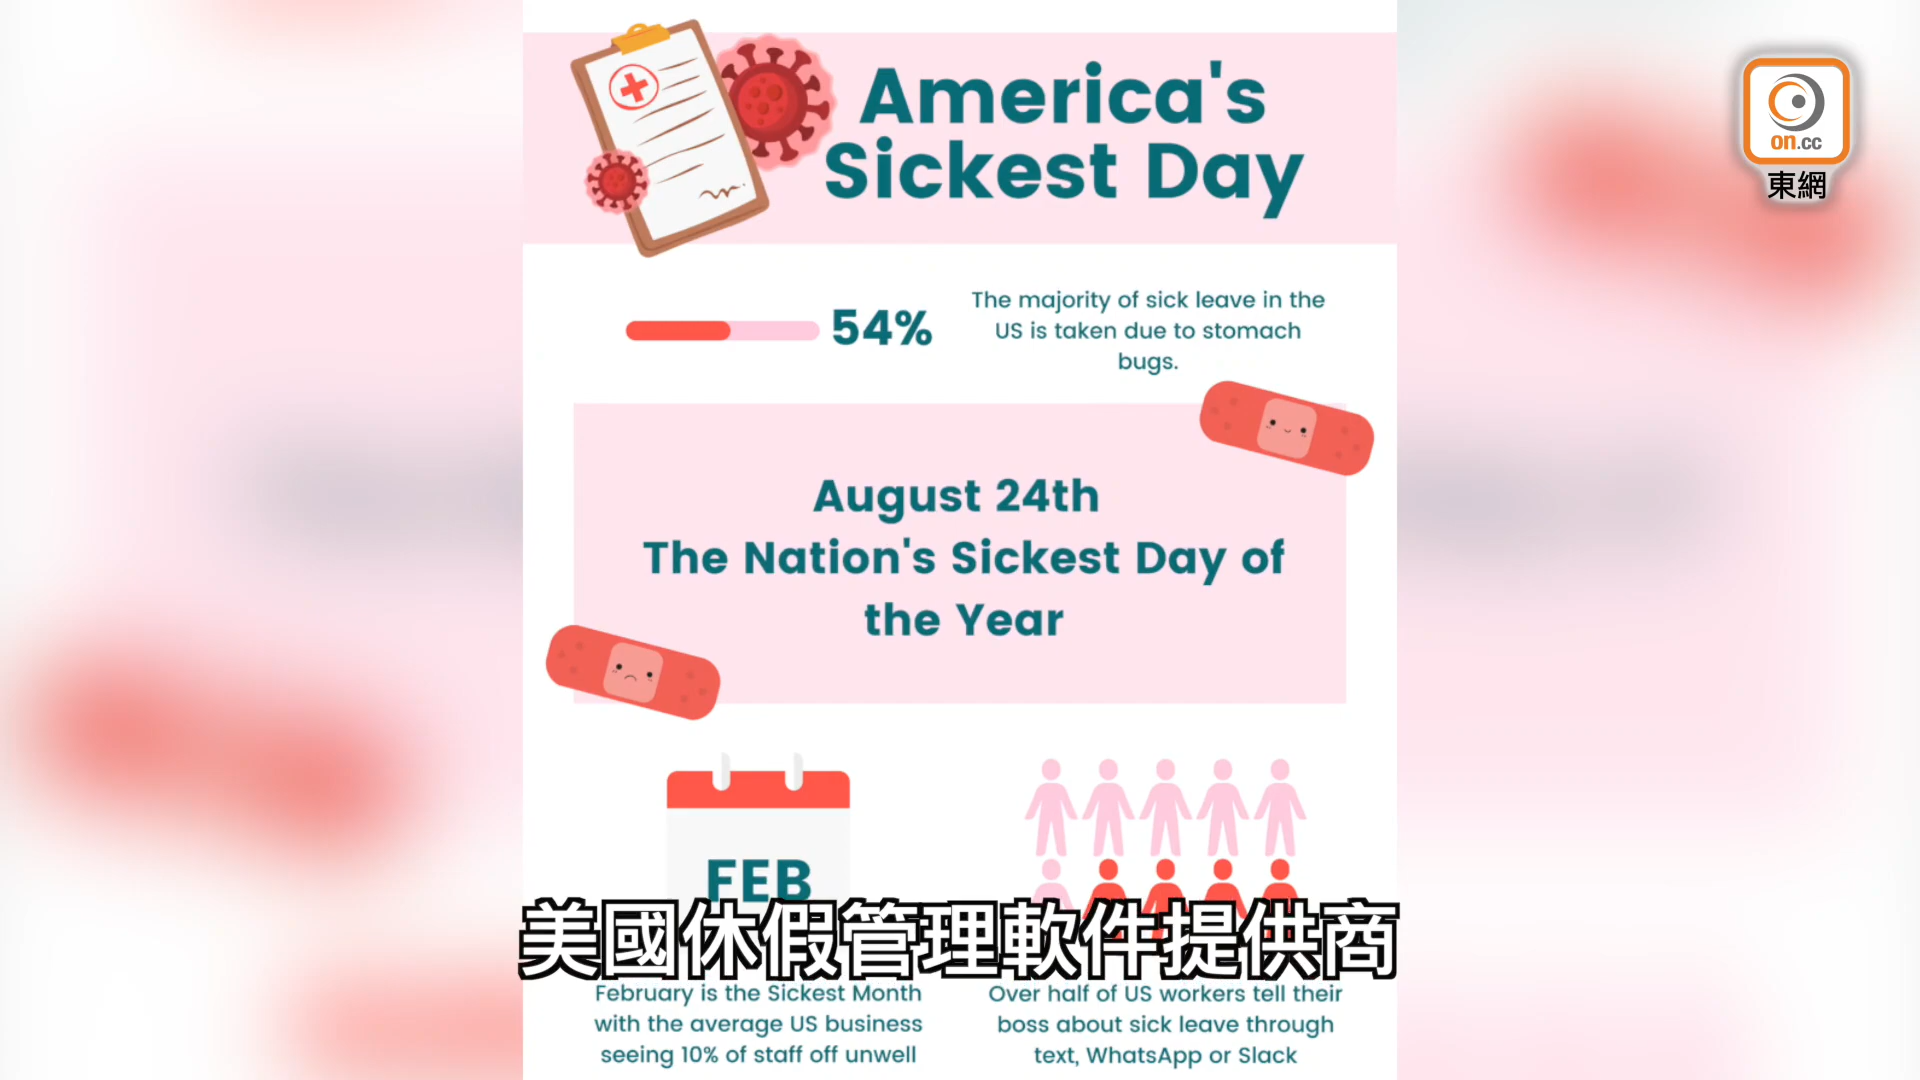 America's
Sickest Day
on.cc
東網
54%
The majority of sick leave in the
US is taken due to stomach
bugs.
August 24th
The Nation's Sickest Day of
the Year
FEB
美國休假管理軟件提供商
February is the Sickest Month
with the average US business
seeing 10% of staff off unwell
Over half of US workers tell their
boss about sick leave through
text, WhatsApp or Slack